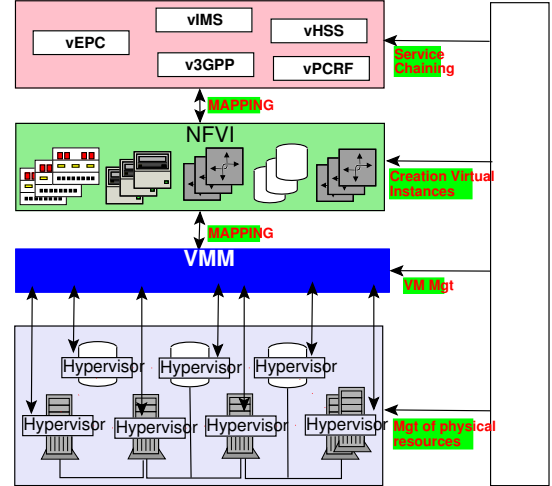 vIMS
vEPC
vHSS
v3GPP
vPCRF
Service
Chaining
MAPPING
NFVI
Creation Virtual
Instances
MAPPING
VMM
VM Mgt
Hypervisor
Hypervisor
Hypervisor
Hypervisor
Hypervisor
Hypervisor
Hypervisor
Mgt of physical
resources